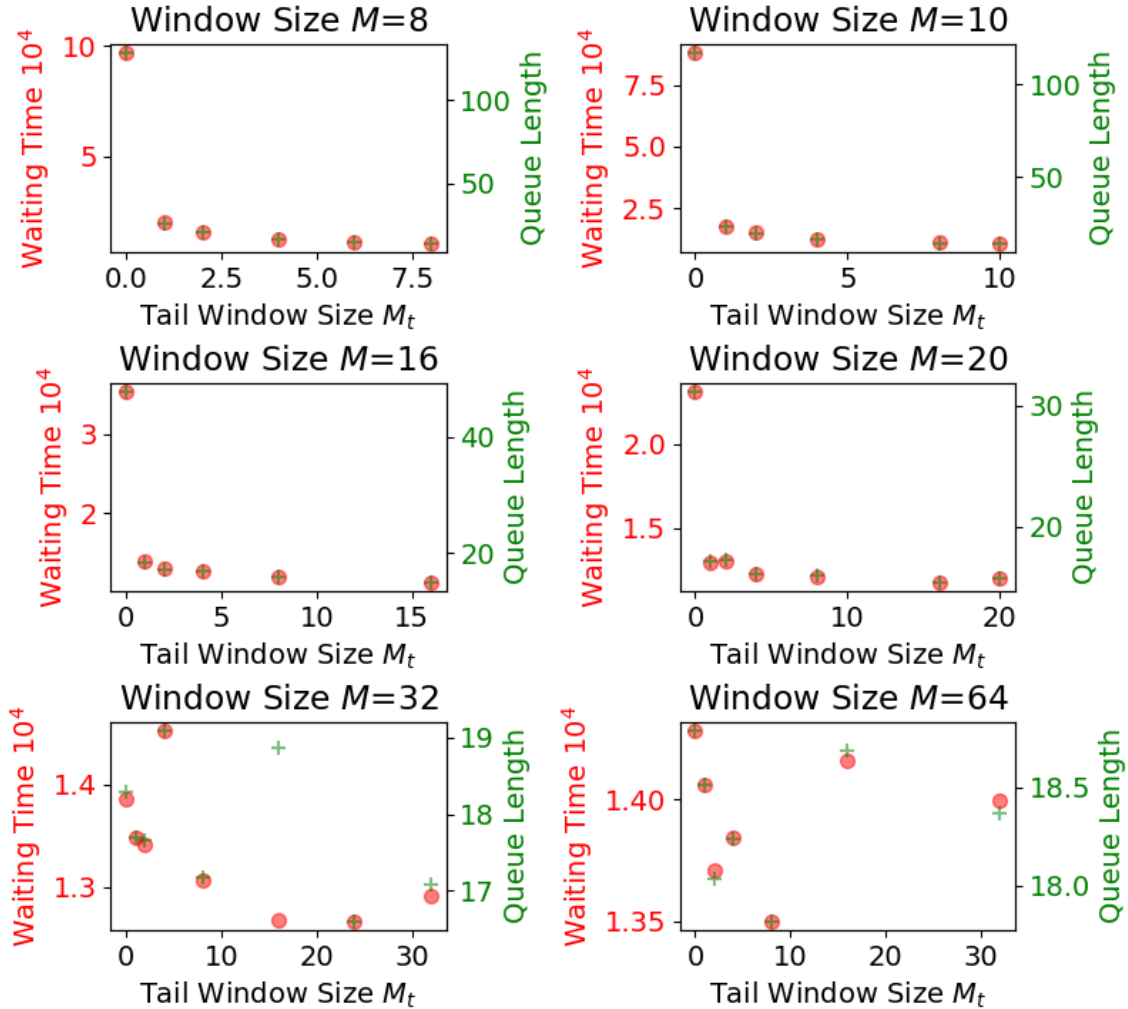 Window Size M=8
Waiting Time 10^4
10
5
Queue Length
100
50
0.0 2.5 5.0 7.5
Tail Window Size M_t
Window Size M=10
Waiting Time 10^4
7.5
5.0
2.5
Queue Length
100
50
0 5 10
Tail Window Size M_t
Window Size M=16
Waiting Time 10^4
3
2
Queue Length
40
20
0 5 10 15
Tail Window Size M_t
Window Size M=20
Waiting Time 10^4
2.0
1.5
Queue Length
30
20
0 10 20
Tail Window Size M_t
Window Size M=32
Waiting Time 10^4
1.4
1.3
Queue Length
19
18
17
0 10 20 30
Tail Window Size M_t
Window Size M=64
Waiting Time 10^4
1.40
1.35
Queue Length
18.5
18.0
0 10 20 30
Tail Window Size M_t